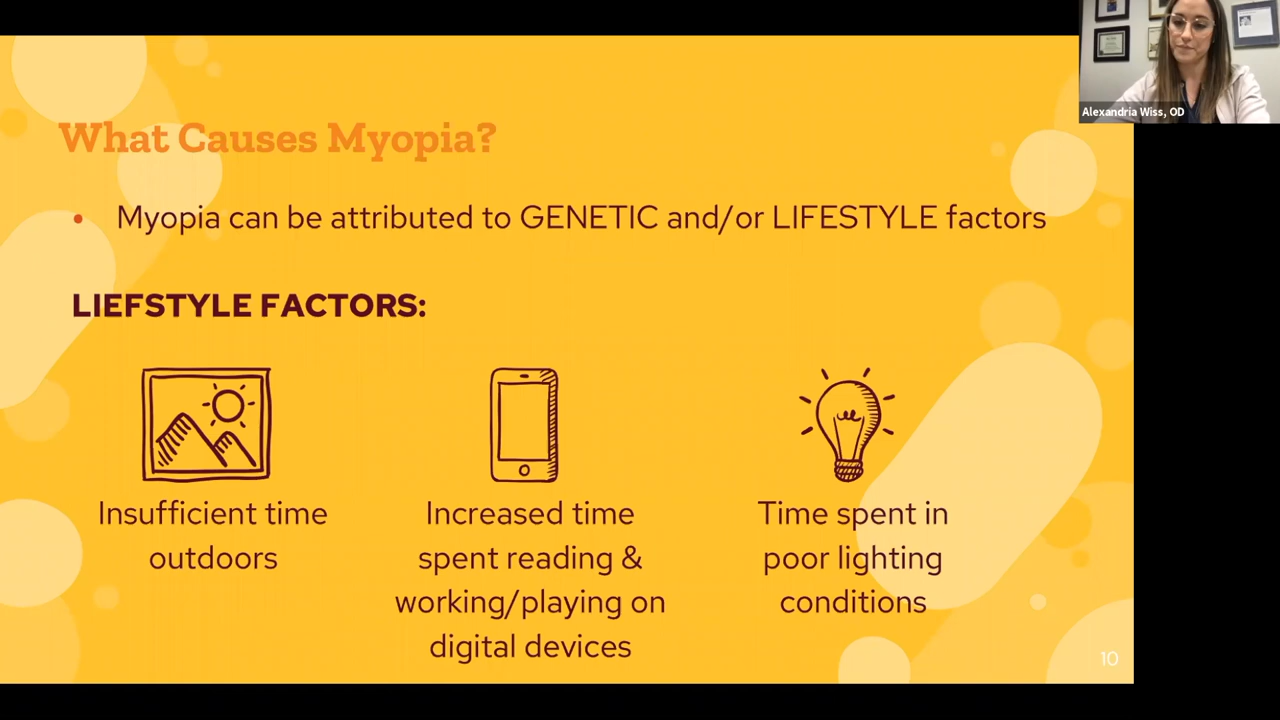 What Causes Myopia?
• Myopia can be attributed to GENETIC and/or LIFESTYLE factors
LIEFSTYLE FACTORS:
Insufficient time
outdoors
Increased time
spent reading &
working/playing on
digital devices
Time spent in
poor lighting
conditions
10
Alexandria Wiss, OD